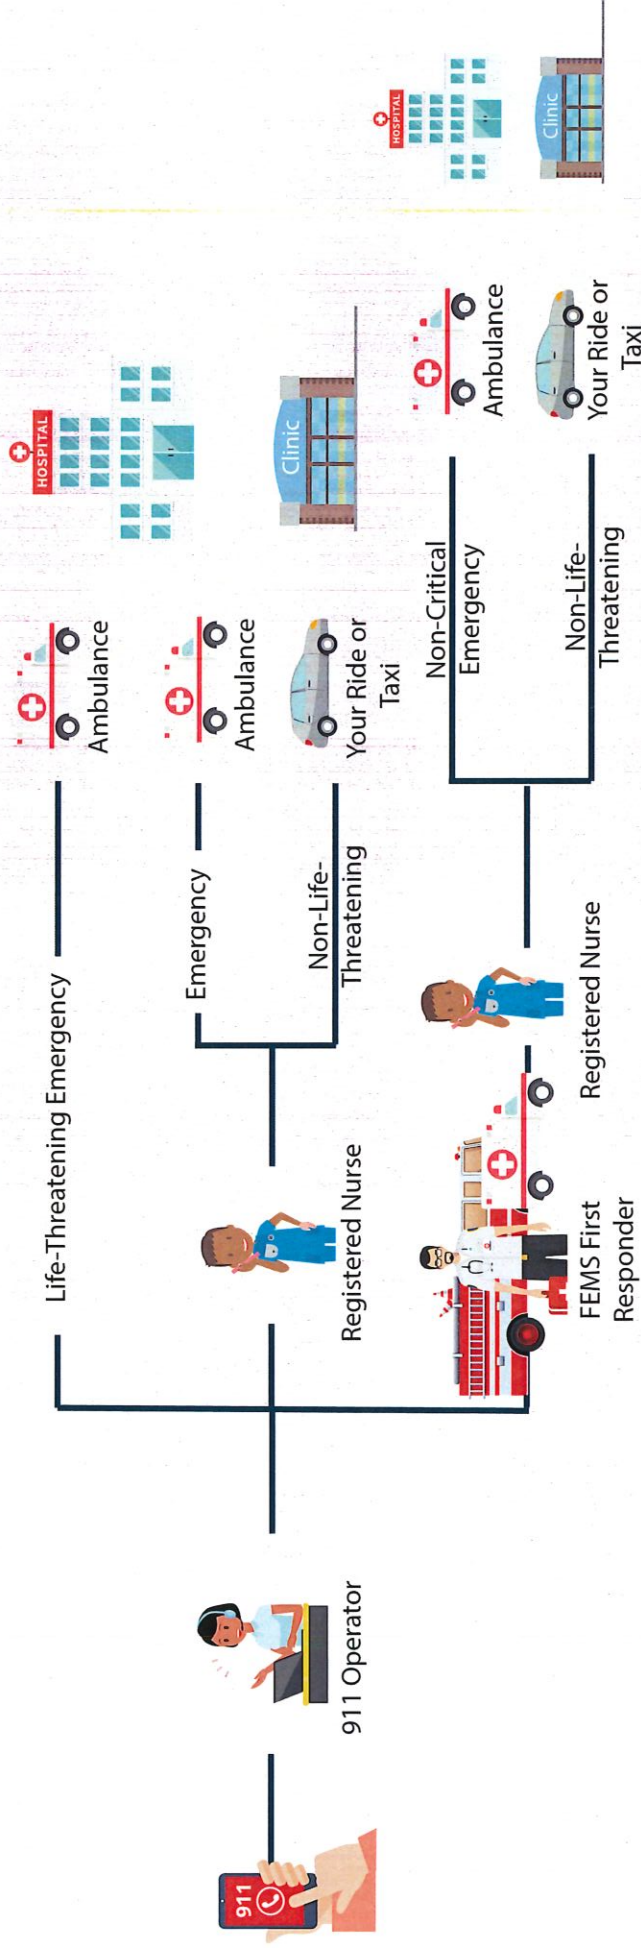 911
911 Operator
Life-Threatening Emergency
Ambulance
HOSPITAL
Registered Nurse
Emergency
Ambulance
Non-Life-
Threatening
Your Ride or
Taxi
Clinic
FEMS First
Responder
Registered Nurse
Non-Critical
Emergency
Ambulance
HOSPITAL
Non-Life-
Threatening
Your Ride or
Taxi
Clinic